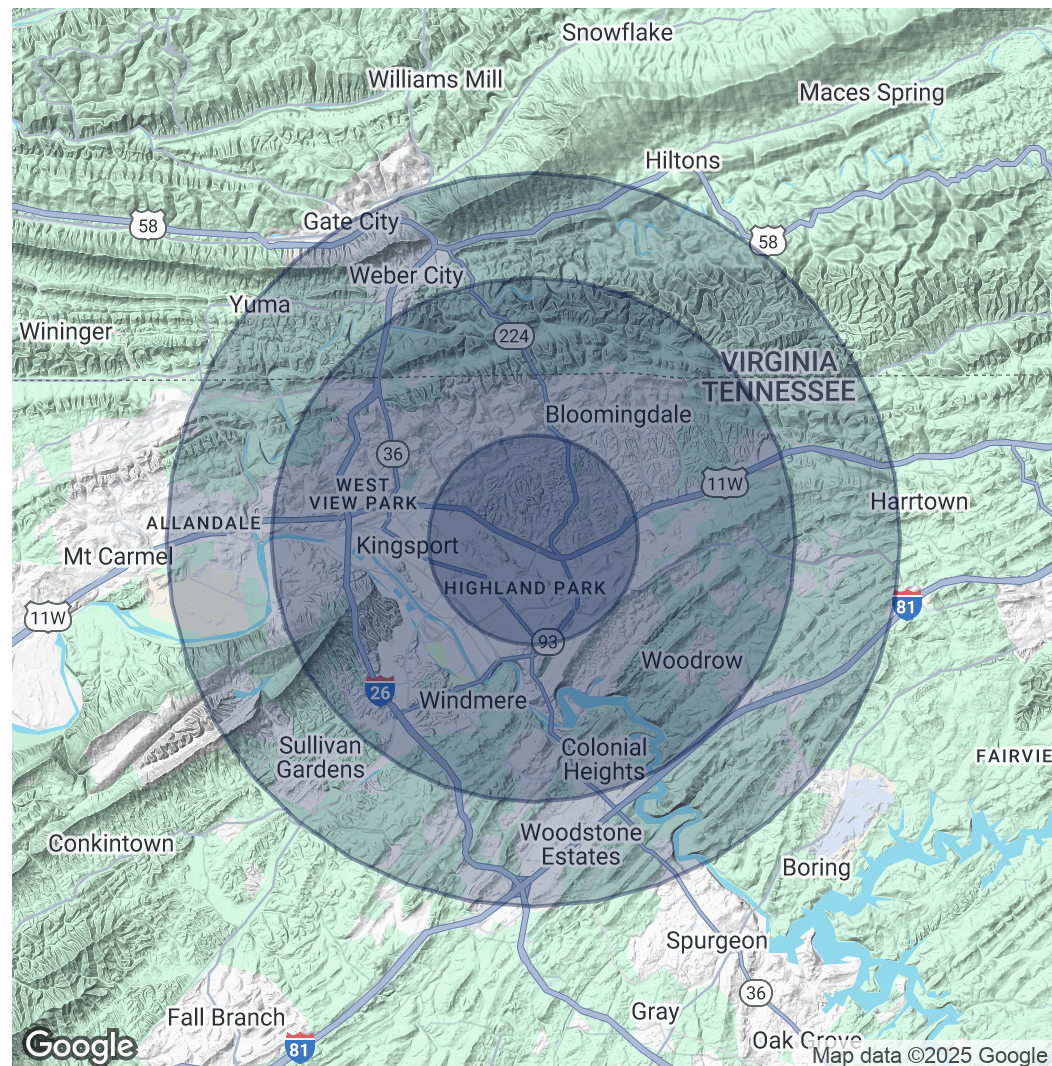 Snowflake
Williams Mill
Maces Spring
Hiltons
Gate City
58
58
Weber City
Yuma
Wininger
224
VIRGINIA
TENNESSEE
Bloomingdale
36
11W
WEST
VIEW PARK
Harrtown
ALLANDALE
Kingsport
Mt Carmel
HIGHLAND PARK
81
11W
93
Woodrow
26
Windmere
Sullivan
Gardens
Colonial
Heights
FAIRVIE
Woodstone
Estates
Conkintown
Boring
Spurgeon
36
Gray
Fall Branch
Oak Grove
81
Google
Map data ©2025 Google